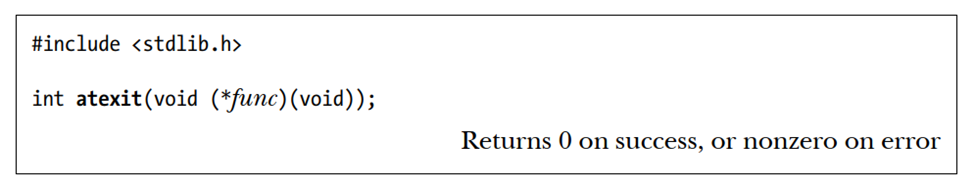 #include <stdlib.h>
int atexit(void (*func)(void));
Returns 0 on success, or nonzero on error